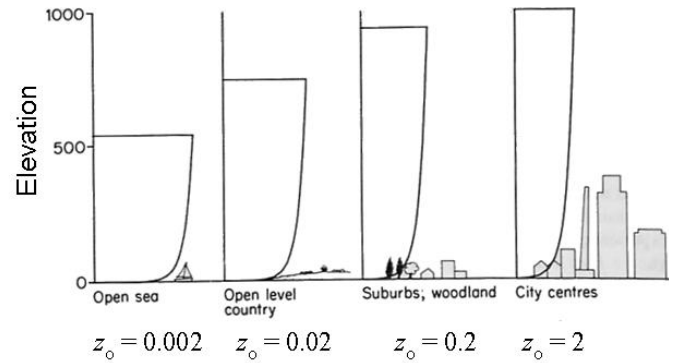 1000
Elevation
500
0
Open sea
Open level
country
Suburbs; woodland
City centres
z₀ = 0.002
z₀ = 0.02
z₀ = 0.2
z₀ = 2